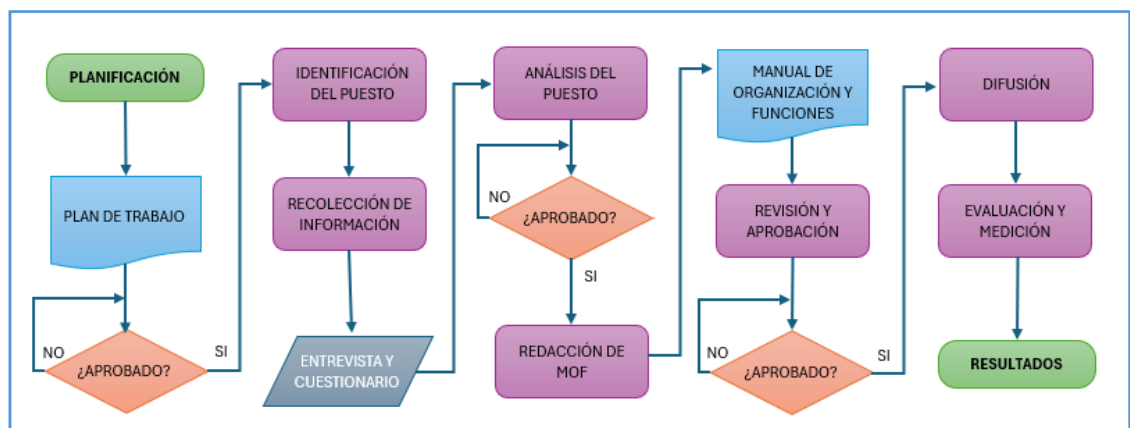 PLANIFICACIÓN
PLAN DE TRABAJO
¿APROBADO?
NO
SI
IDENTIFICACIÓN
DEL PUESTO
RECOLECCIÓN DE
INFORMACIÓN
ENTREVISTA Y
CUESTIONARIO
ANÁLISIS DEL
PUESTO
¿APROBADO?
NO
SI
REDACCIÓN DE
MOF
MANUAL DE
ORGANIZACIÓN Y
FUNCIONES
REVISIÓN Y
APROBACIÓN
¿APROBADO?
NO
SI
DIFUSIÓN
EVALUACIÓN Y
MEDICIÓN
RESULTADOS